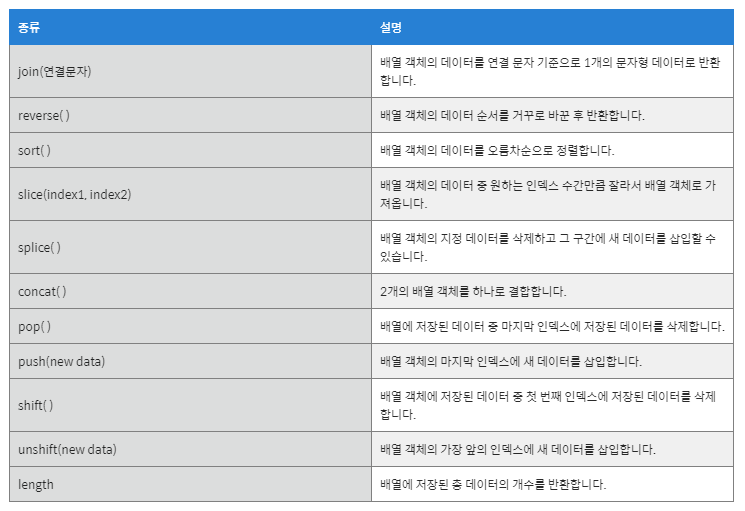 종류
설명
join(연결문자)
배열 객체의 데이터를 연결 문자 기준으로 1개의 문자형 데이터로 반환
합니다.
reverse( )
배열 객체의 데이터 순서를 거꾸로 바꾼 후 반환합니다.
sort( )
배열 객체의 데이터를 오름차순으로 정렬합니다.
slice(index1, index2)
배열 객체의 데이터 중 원하는 인덱스 수간만큼 잘라서 배열 객체로 가
져옵니다.
splice( )
배열 객체의 지정 데이터를 삭제하고 그 구간에 새 데이터를 삽입할 수
있습니다.
concat( )
2개의 배열 객체를 하나로 결합합니다.
pop( )
배열에 저장된 데이터 중 마지막 인덱스에 저장된 데이터를 삭제합니다.
push(new data)
배열 객체의 마지막 인덱스에 새 데이터를 삽입합니다.
shift( )
배열 객체에 저장된 데이터 중 첫 번째 인덱스에 저장된 데이터를 삭제
합니다.
unshift(new data)
배열 객체의 가장 앞의 인덱스에 새 데이터를 삽입합니다.
length
배열에 저장된 총 데이터의 개수를 반환합니다.